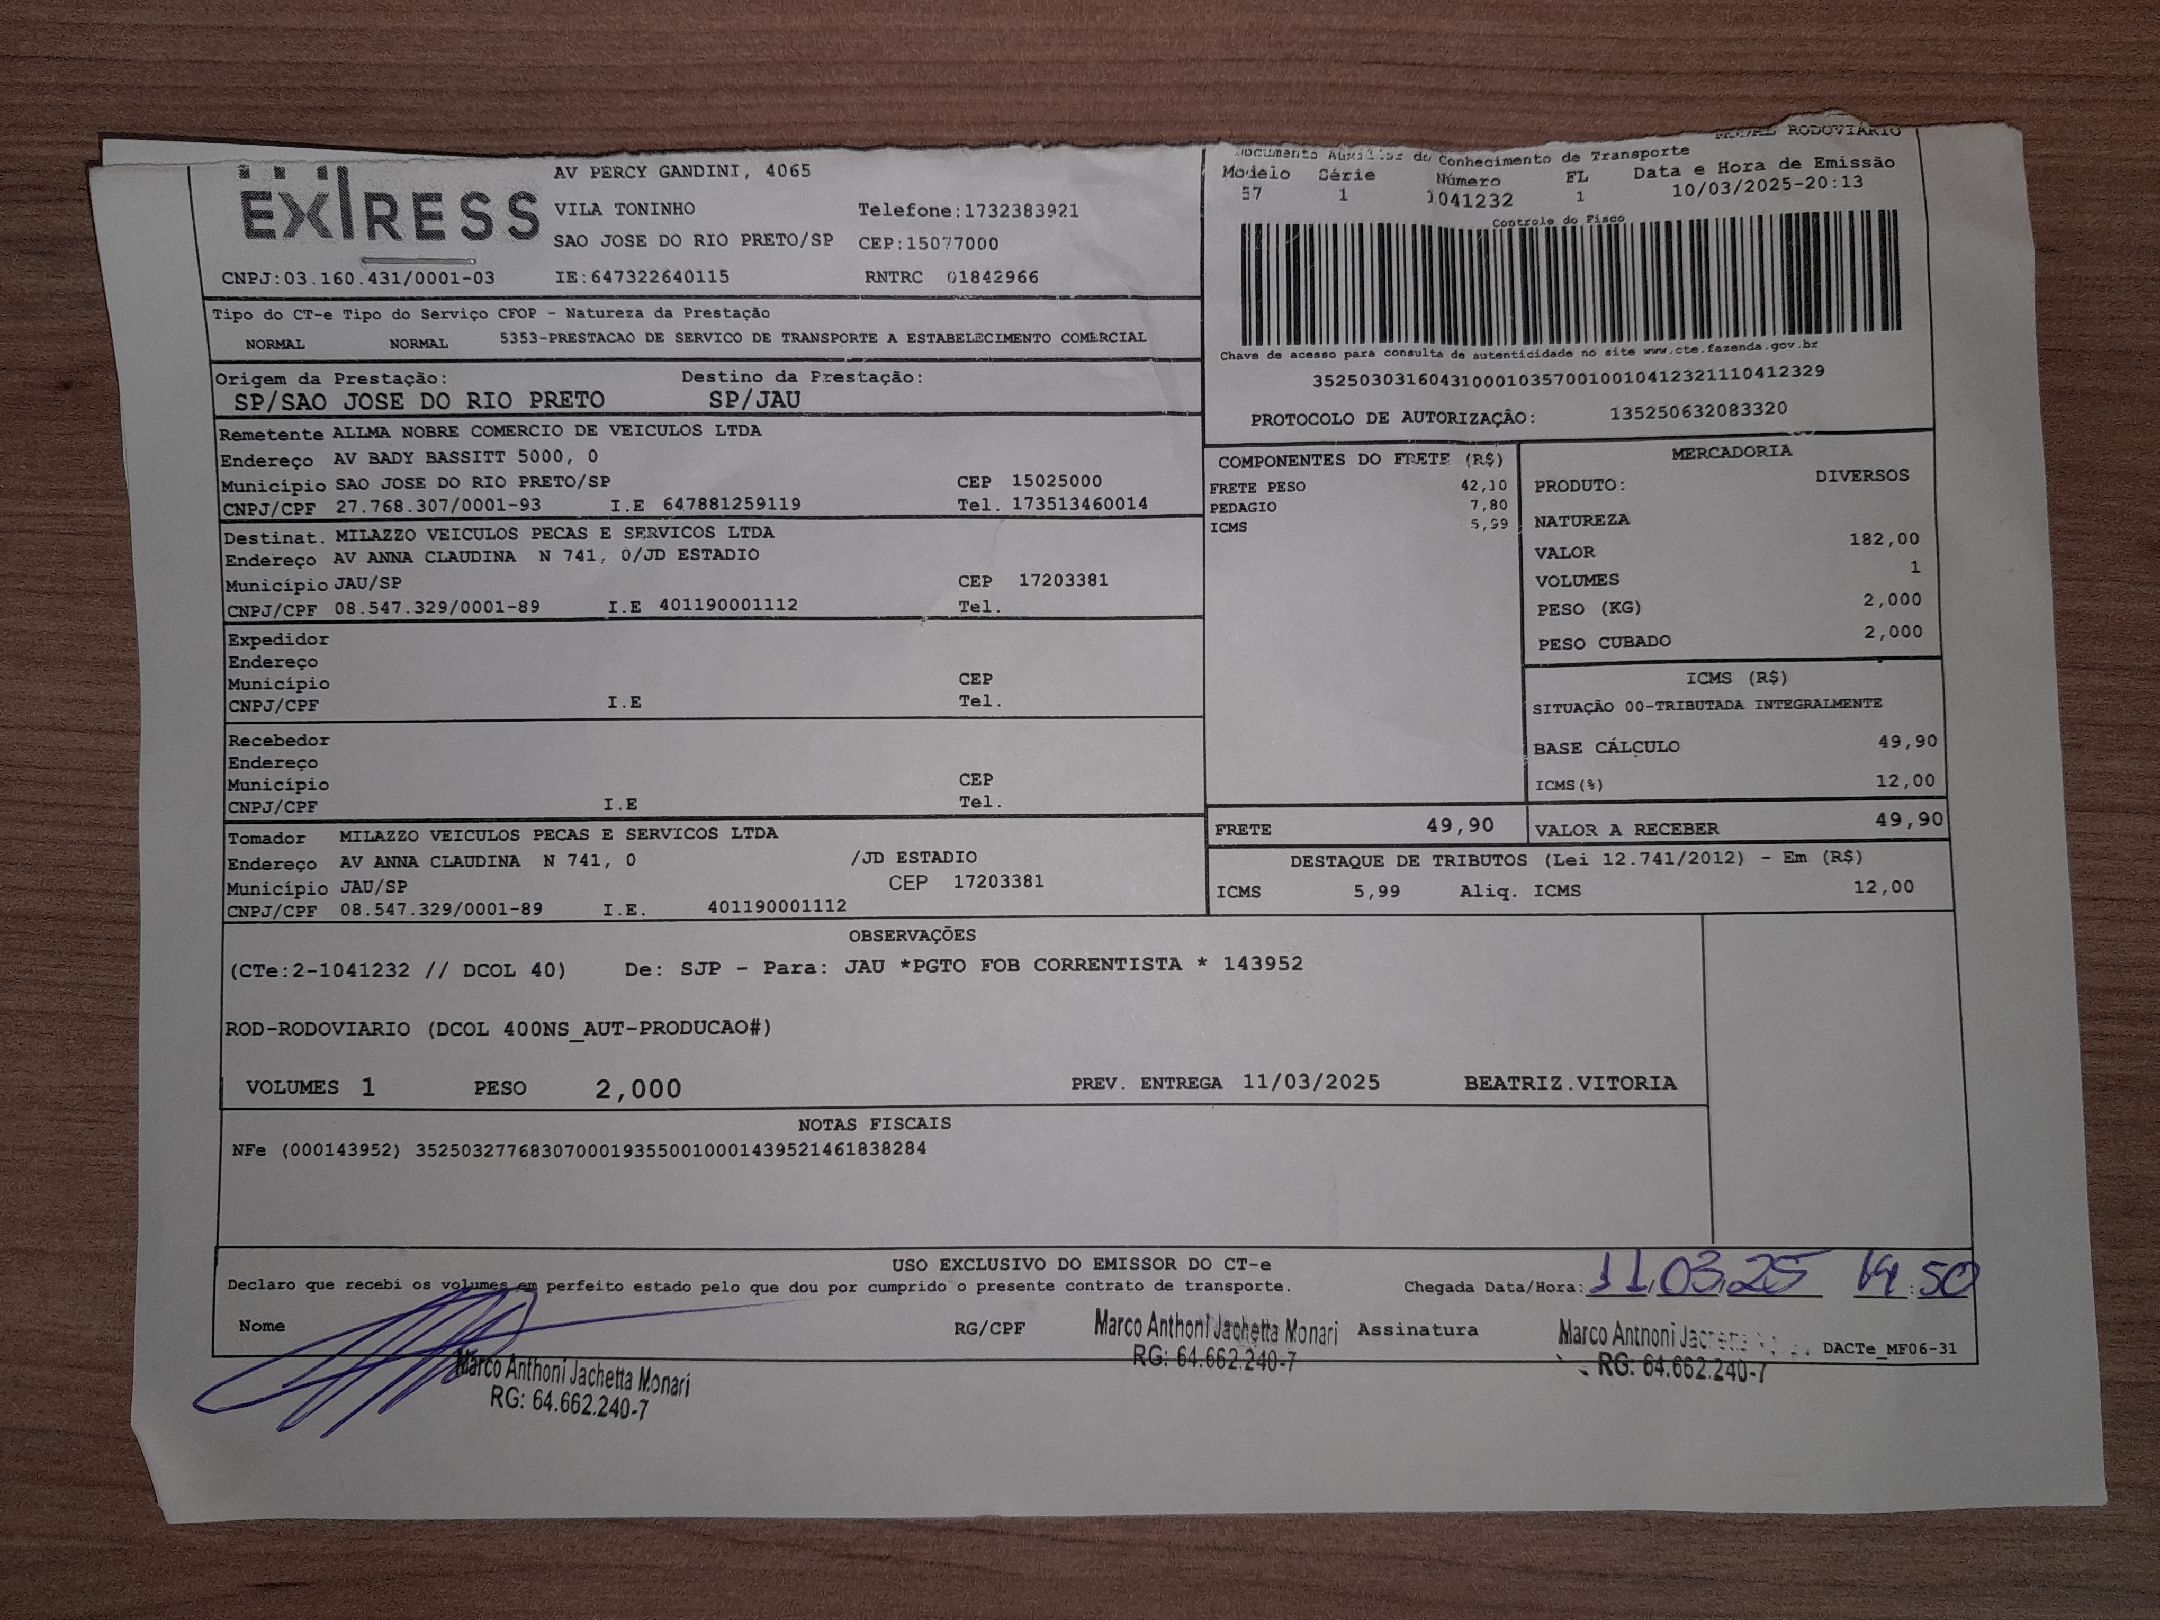 EXPRESS
AV PERCY GANDINI, 4065
VILA TONINHO Telefone:1732383921
SAO JOSE DO RIO PRETO/SP CEP:15077000
CNPJ:03.160.431/0001-03 IE:647322640115 RNTRC 01842966
RODOVIÁRIO
Documento Auxiliar do Conhecimento de Transporte
Modelo Série Número FL Data e Hora de Emissão
57 1 1041232 1 10/03/2025-20:13
Controle do Fisco
Chave de acesso para consulta de autenticidade no site www.cte.fazenda.gov.br
35250303160431000103570010010412321110412329
PROTOCOLO DE AUTORIZAÇÃO: 135250632083320
Tipo do CT-e Tipo do Serviço CFOP - Natureza da Prestação
NORMAL NORMAL 5353-PRESTACAO DE SERVICO DE TRANSPORTE A ESTABELECIMENTO COMERCIAL
Origem da Prestação: Destino da Prestação:
SP/SAO JOSE DO RIO PRETO SP/JAU
Remetente ALLMA NOBRE COMERCIO DE VEICULOS LTDA
Endereço AV BADY BASSITT 5000, 0
Município SAO JOSE DO RIO PRETO/SP CEP 15025000
CNPJ/CPF 27.768.307/0001-93 I.E 647881259119 Tel. 173513460014
Destinat. MILAZZO VEICULOS PECAS E SERVICOS LTDA
Endereço AV ANNA CLAUDINA N 741, 0/JD ESTADIO
Município JAU/SP CEP 17203381
CNPJ/CPF 08.547.329/0001-89 I.E 401190001112 Tel.
Expedidor
Endereço
Município CEP
CNPJ/CPF I.E Tel.
Recebedor
Endereço
Município CEP
CNPJ/CPF I.E Tel.
Tomador MILAZZO VEICULOS PECAS E SERVICOS LTDA
Endereço AV ANNA CLAUDINA N 741, 0 /JD ESTADIO
Município JAU/SP CEP 17203381
CNPJ/CPF 08.547.329/0001-89 I.E. 401190001112
COMPONENTES DO FRETE (R$)
FRETE PESO 42,10
PEDAGIO 7,80
ICMS 5,99
MERCADORIA
PRODUTO: DIVERSOS
NATUREZA
VALOR 182,00
VOLUMES 1
PESO (KG) 2,000
PESO CUBADO 2,000
ICMS (R$)
SITUAÇÃO 00-TRIBUTADA INTEGRALMENTE
BASE CÁLCULO 49,90
ICMS(%) 12,00
FRETE 49,90 VALOR A RECEBER 49,90
DESTAQUE DE TRIBUTOS (Lei 12.741/2012) - Em (R$)
ICMS 5,99 Aliq. ICMS 12,00
OBSERVAÇÕES
(CTe:2-1041232 // DCOL 40) De: SJP - Para: JAU *PGTO FOB CORRENTISTA * 143952
ROD-RODOVIARIO (DCOL 400NS_AUT-PRODUCAO#)
VOLUMES 1 PESO 2,000 PREV. ENTREGA 11/03/2025 BEATRIZ.VITORIA
NOTAS FISCAIS
NFe (000143952) 35250327768307000193550010001439521461838284
USO EXCLUSIVO DO EMISSOR DO CT-e
Declaro que recebi os volumes em perfeito estado pelo que dou por cumprido o presente contrato de transporte. Chegada Data/Hora: 11.03.25 14:50
Nome RG/CPF Marco Anthoni Jachetta Monari Assinatura Marco Anthoni DACTe_MF06-31
RG: 64.662.240-7 RG: 64.662.240-7
Marco Anthoni Jachetta Monari
RG: 64.662.240-7